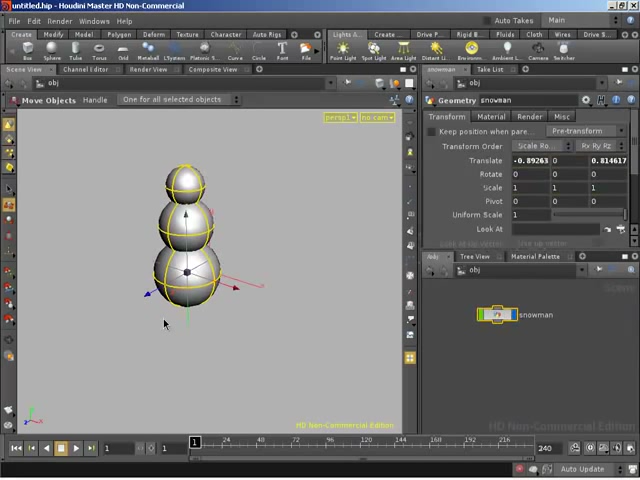 untitled.hip - Houdini Master HD Non-Commercial
File Edit Render Windows Help Auto Takes Main
Create Modify Polygon Deform Texture Character Lights A... Create ... Drive P... Rigid B... Fluids Cloth Wires Drive S...
Box Sphere Tube Torus Grid Metaball LSystem Platonic... Curve Circle Font File Point Light Spot Light Area Light Distant Li... Environm... Ambient L... Camera Switcher
Scene View Channel Editor Render View Composite View snowman Take List
obj obj
Move Objects Handle One for all selected objects
Geometry snowman
Transform Material Render Misc
Keep position when pare... Pre-transform
Transform Order Scale Ro... Rx Ry Rz
Translate -0.89263 0 0.814617
Rotate 0 0 0
Scale 1 1 1
Pivot 0 0 0
Uniform Scale 1
Look At
persp1 no cam
/obj Tree View Material Palette
obj
Scene
snowman
HD Non-Commercial Edition
HD Non-Commercial Edition
1 1 1 24 48 72 96 120 144 168 192 216 240
Auto Update